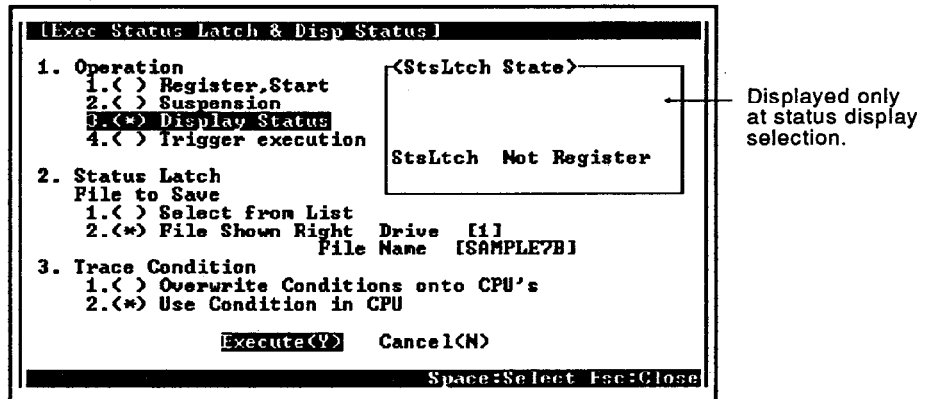 [Exec Status Latch & Disp Status]
1. Operation
1.( ) Register,Start
2.( ) Suspension
3.(*) Display Status
4.( ) Trigger execution
<StsLtch State>
StsLtch Not Register
Displayed only
at status display
selection.
2. Status Latch
File to Save
1.( ) Select from List
2.(*) File Shown Right Drive [1]
File Name [SAMPLE7B]
3. Trace Condition
1.( ) Overwrite Conditions onto CPU's
2.(*) Use Condition in CPU
Execute(Y) Cancel(N)
Space:Select Esc:Close